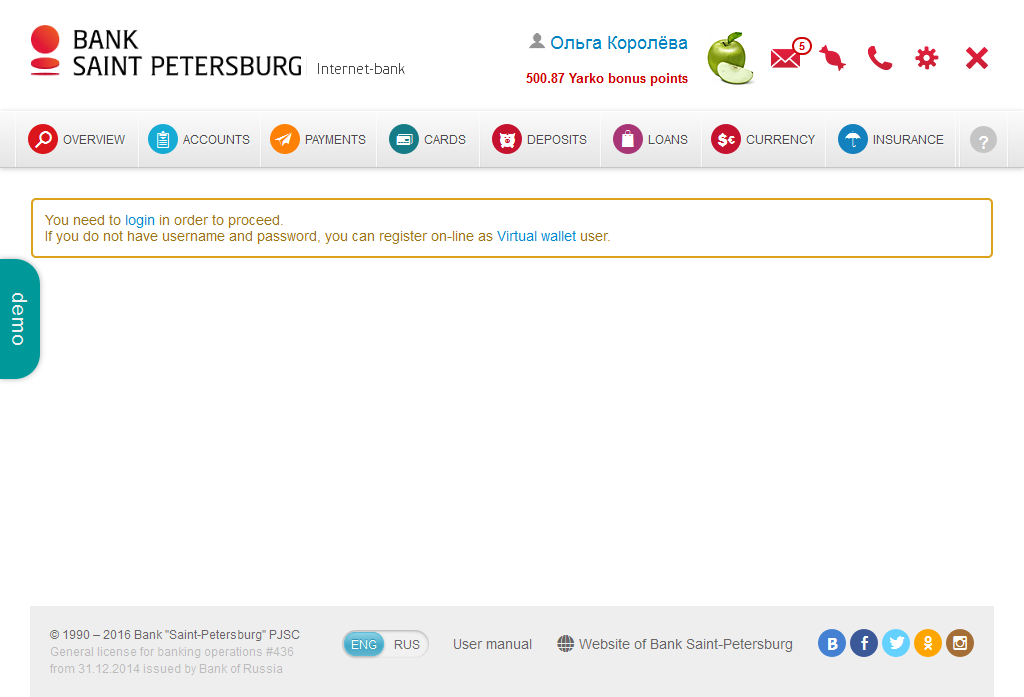 BANK
SAINT PETERSBURG
Internet-bank
Ольга Королёва
500.87 Yarko bonus points
5
OVERVIEW
ACCOUNTS
PAYMENTS
CARDS
DEPOSITS
LOANS
$€
CURRENCY
INSURANCE
?
You need to login in order to proceed.
If you do not have username and password, you can register on-line as Virtual wallet user.
demo
© 1990 – 2016 Bank "Saint-Petersburg" PJSC
General license for banking operations #436
from 31.12.2014 issued by Bank of Russia
ENG RUS
User manual
Website of Bank Saint-Petersburg